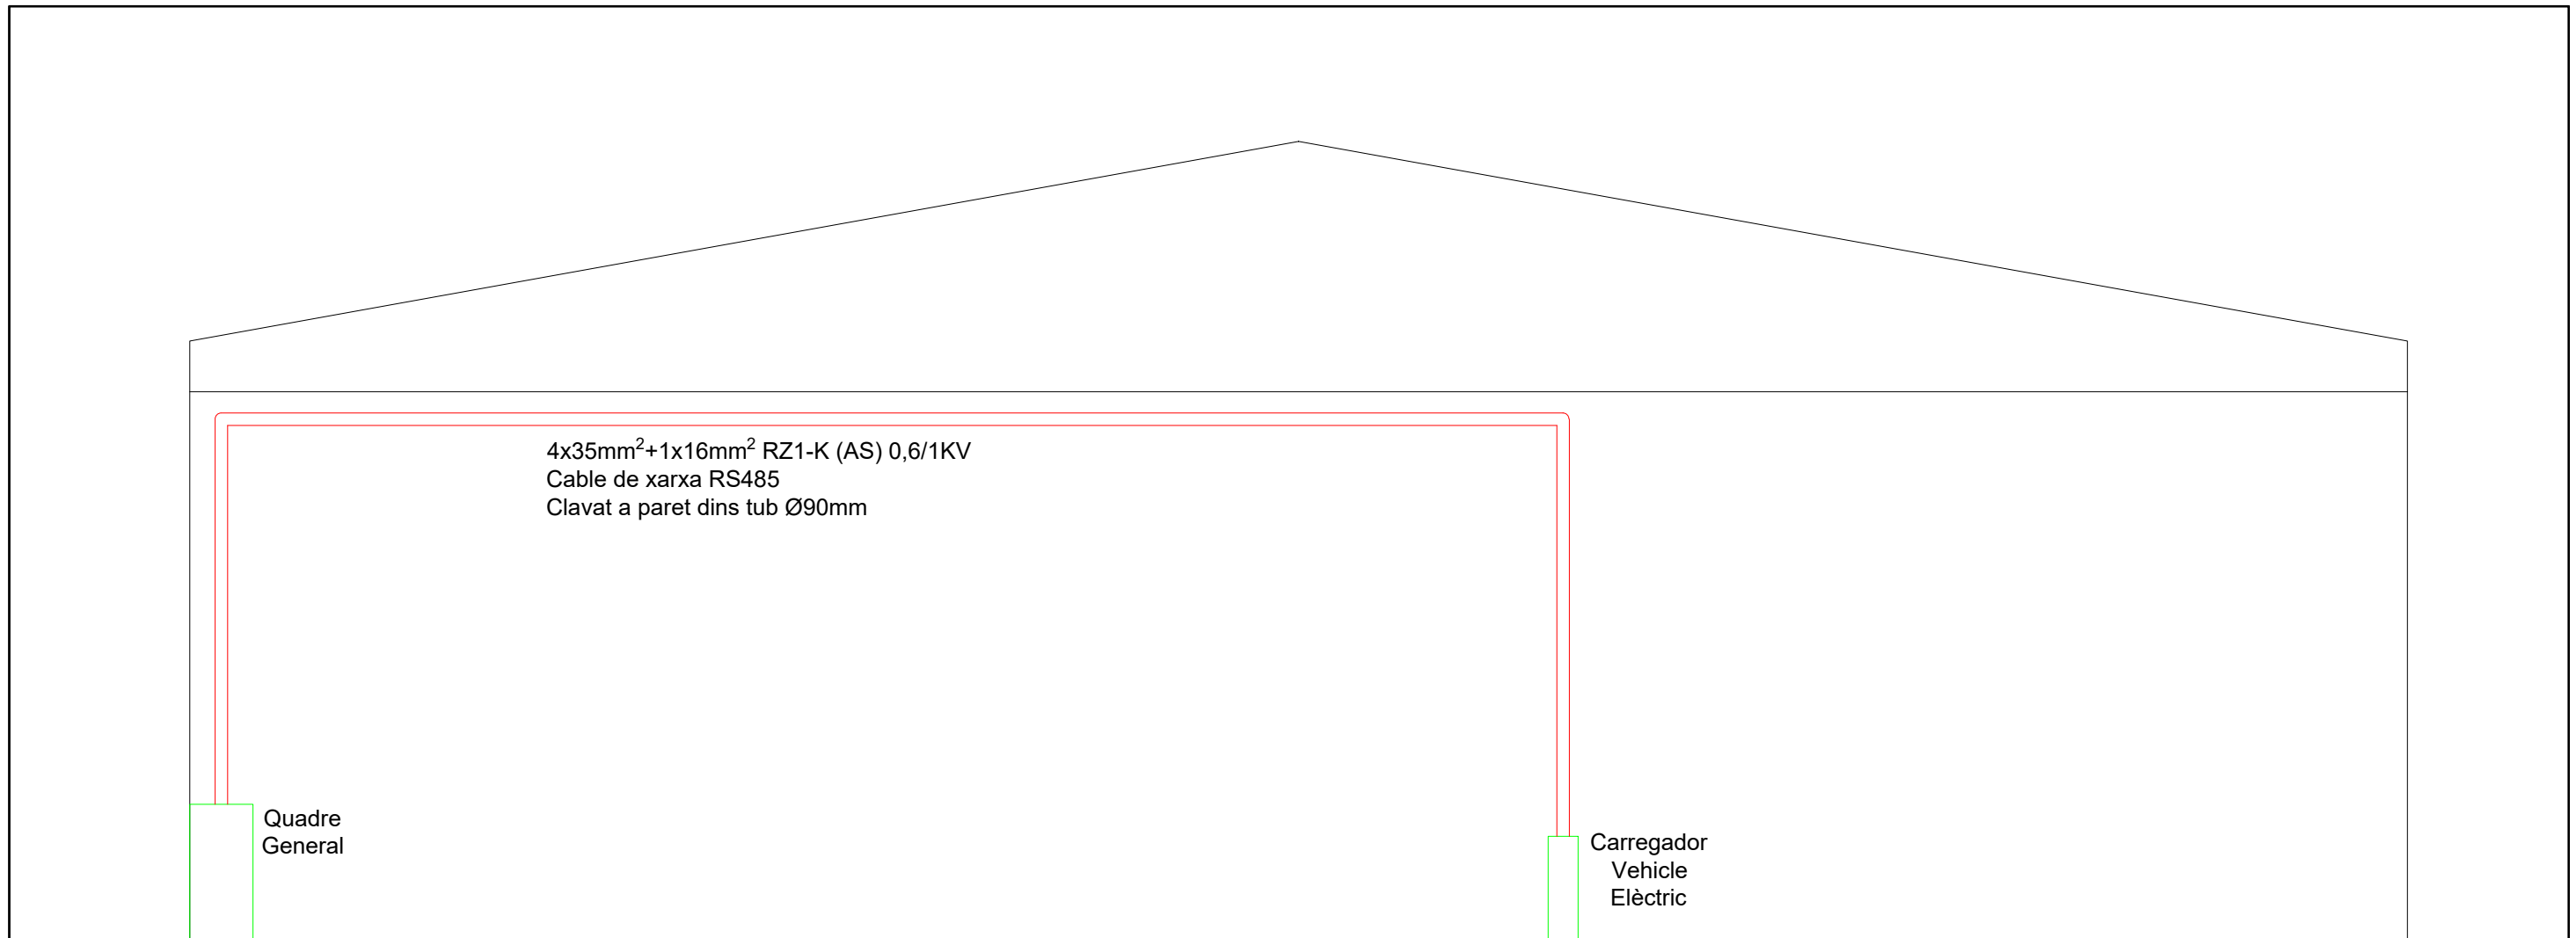 4x35mm²+1x16mm² RZ1-K (AS) 0,6/1KV
Cable de xarxa RS485
Clavat a paret dins tub Ø90mm
Quadre
General
Carregador
Vehicle
Elèctric